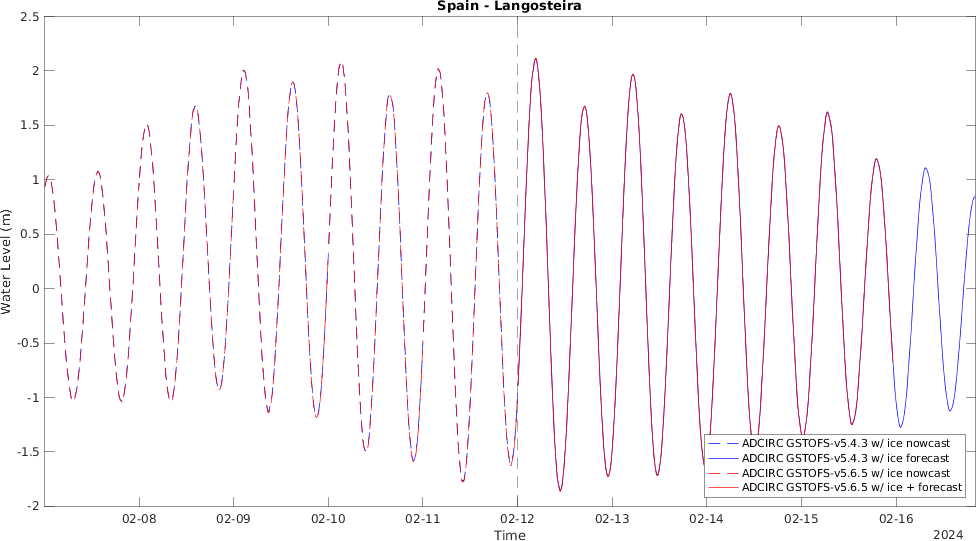 Spain - Langosteira
2.5
2
1.5
1
0.5
0
-0.5
-1
-1.5
-2
Water Level (m)
ADCIRC GSTOFS-v5.4.3 w/ ice nowcast
ADCIRC GSTOFS-v5.4.3 w/ ice forecast
ADCIRC GSTOFS-v5.6.5 w/ ice nowcast
ADCIRC GSTOFS-v5.6.5 w/ ice + forecast
02-08 02-09 02-10 02-11 02-12 02-13 02-14 02-15 02-16
Time
2024